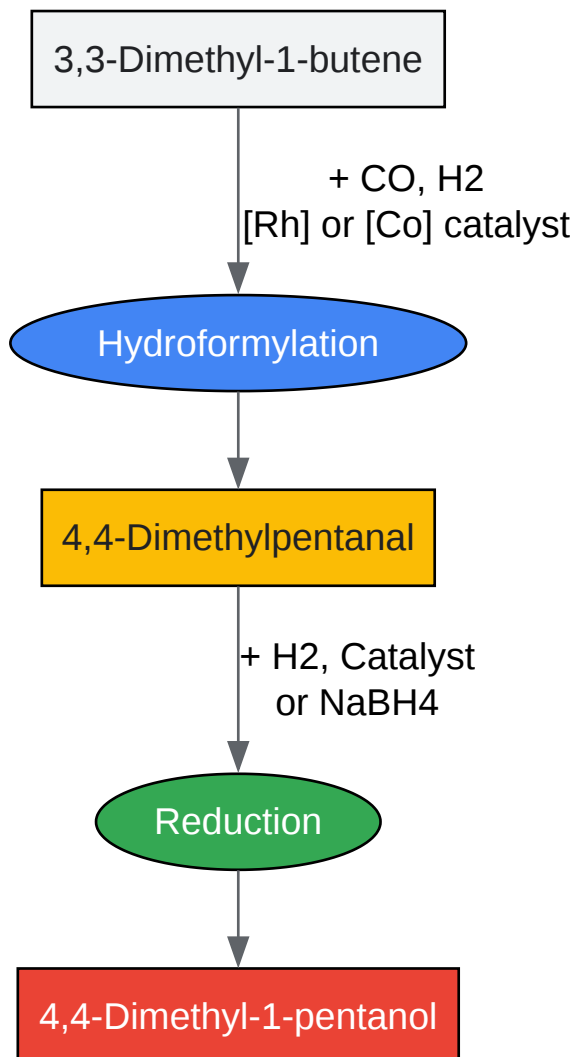 3,3-Dimethyl-1-butene
+ CO, H2
[Rh] or [Co] catalyst
Hydroformylation
4,4-Dimethylpentanal
+ H2, Catalyst
or NaBH4
Reduction
4,4-Dimethyl-1-pentanol